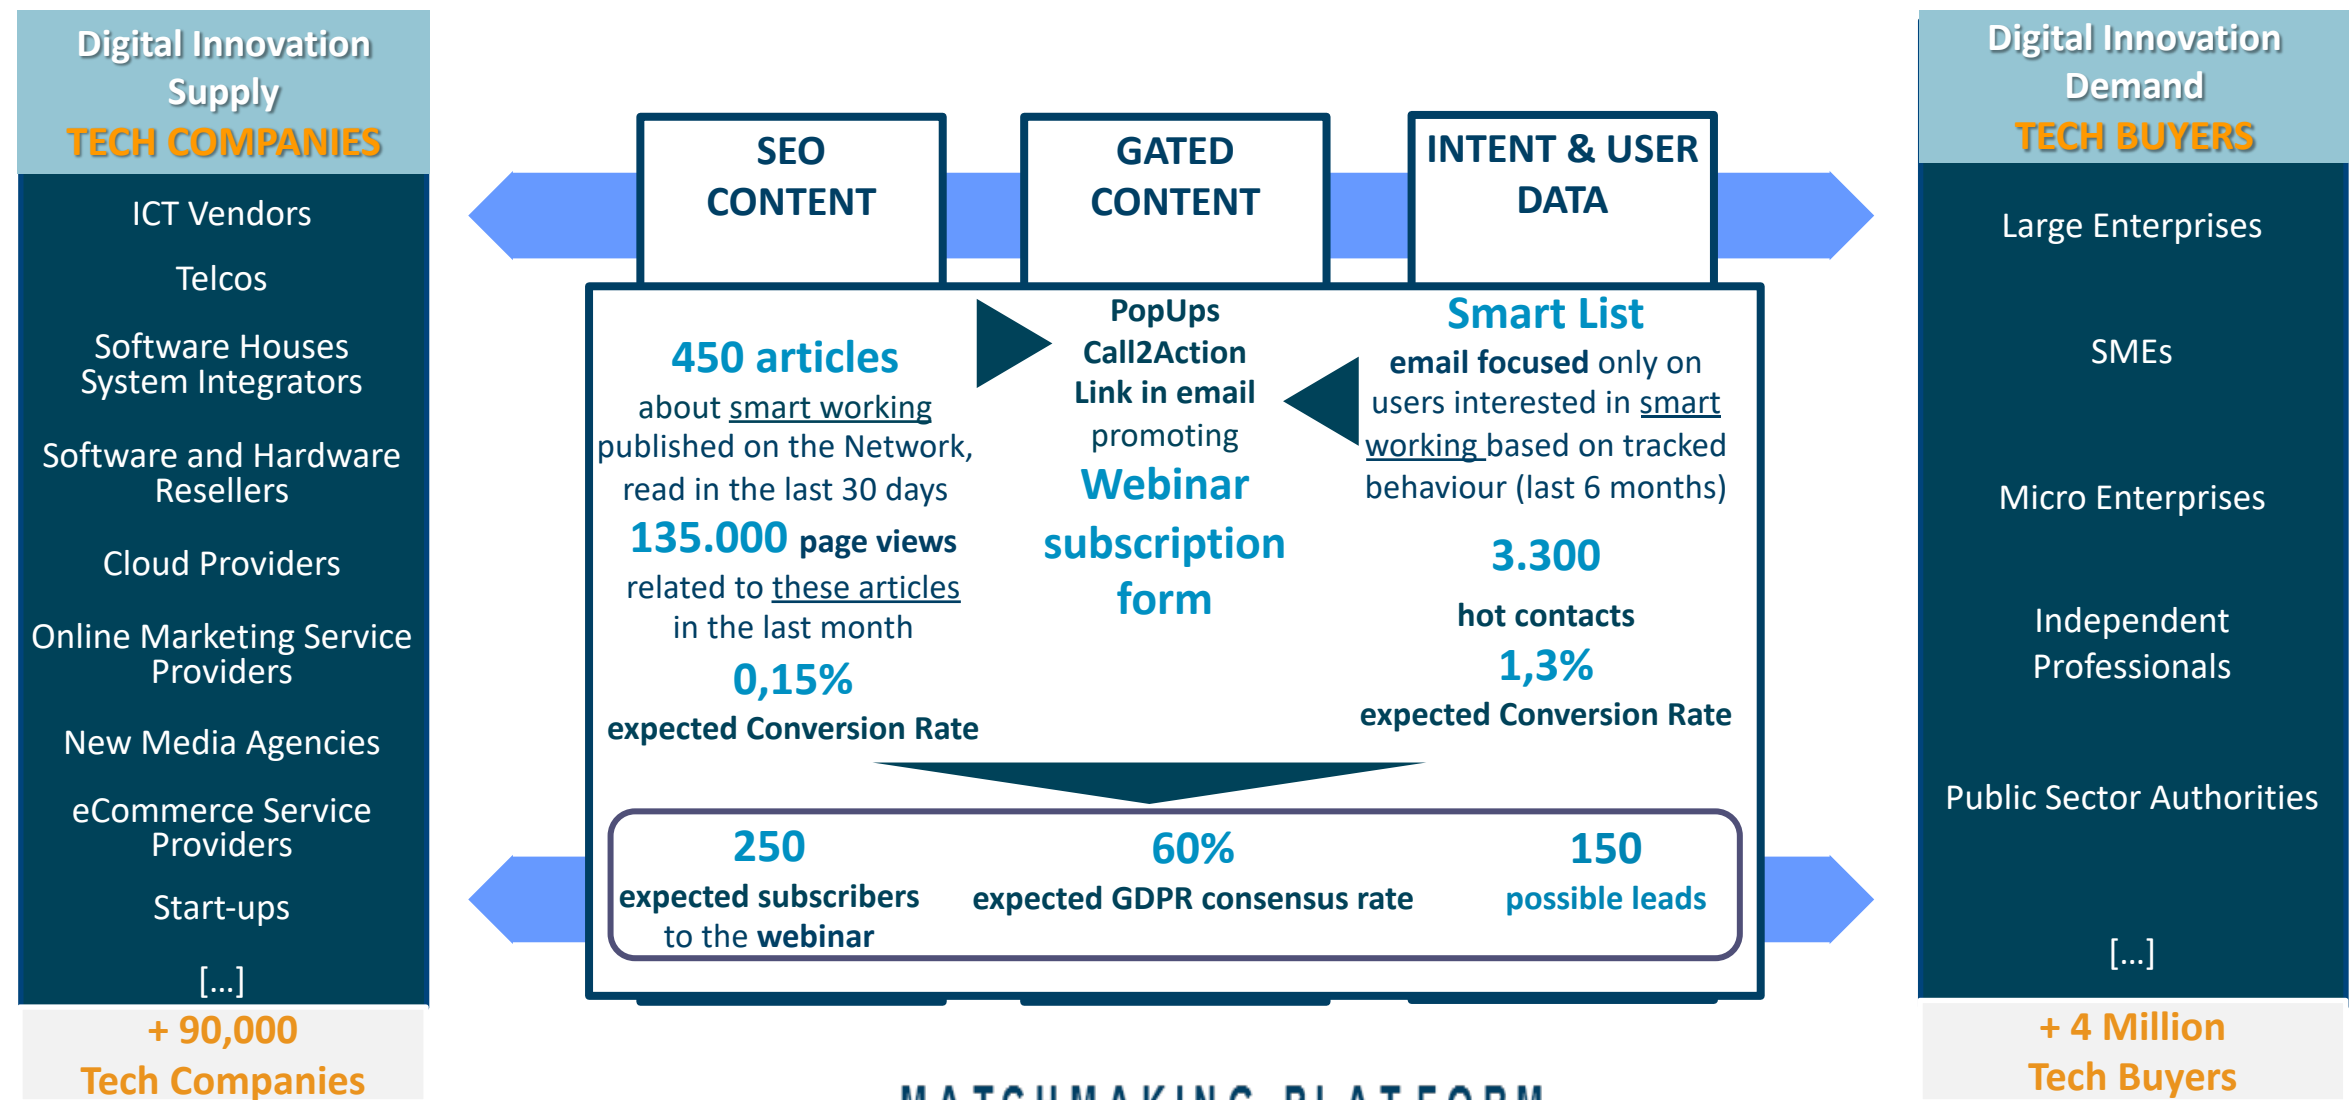 Digital Innovation
Supply
TECH COMPANIES
ICT Vendors
Telcos
Software Houses
System Integrators
Software and Hardware
Resellers
Cloud Providers
Online Marketing Service
Providers
New Media Agencies
eCommerce Service
Providers
Start-ups
[...]
+ 90,000
Tech Companies
SEO
CONTENT
450 articles
about smart working
published on the Network,
read in the last 30 days
135.000 page views
related to these articles
in the last month
0,15%
expected Conversion Rate
GATED
CONTENT
PopUps
Call2Action
Link in email
promoting
Webinar
subscription
form
INTENT & USER
DATA
Smart List
email focused only on
users interested in smart
working based on tracked
behaviour (last 6 months)
3.300
hot contacts
1,3%
expected Conversion Rate
250
expected subscribers
to the webinar
60%
expected GDPR consensus rate
150
possible leads
MATCHMAKING PLATFORM
Digital Innovation
Demand
TECH BUYERS
Large Enterprises
SMEs
Micro Enterprises
Independent
Professionals
Public Sector Authorities
[...]
+ 4 Million
Tech Buyers